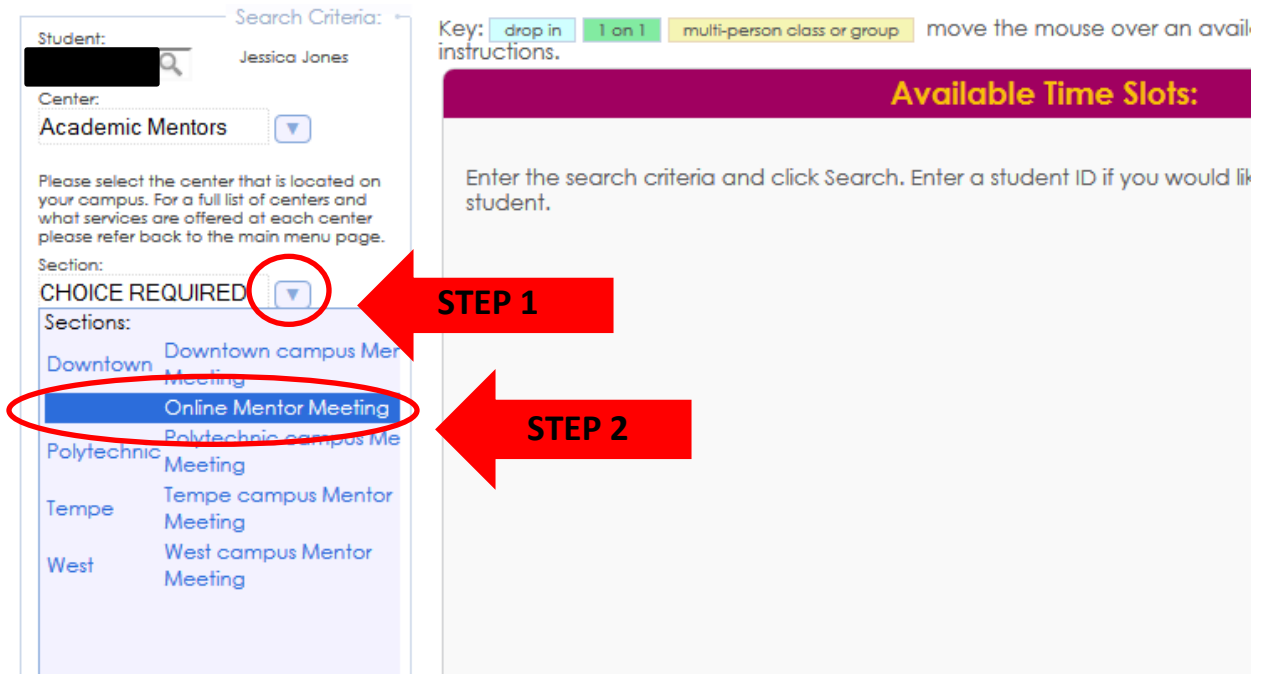 Search Criteria:
Student:
Jessica Jones
Center:
Academic Mentors
Please select the center that is located on
your campus. For a full list of centers and
what services are offered at each center
please refer back to the main menu page.
Section:
CHOICE REQUIRED
Sections:
Downtown Downtown campus Mer
Meeting
Online Mentor Meeting
Polytechnic Polytechnic campus Me
Meeting
Tempe Tempe campus Mentor
Meeting
West West campus Mentor
Meeting
STEP 1
STEP 2
Key: drop in 1 on 1 multi-person class or group move the mouse over an avail
instructions.
Available Time Slots:
Enter the search criteria and click Search. Enter a student ID if you would lik
student.